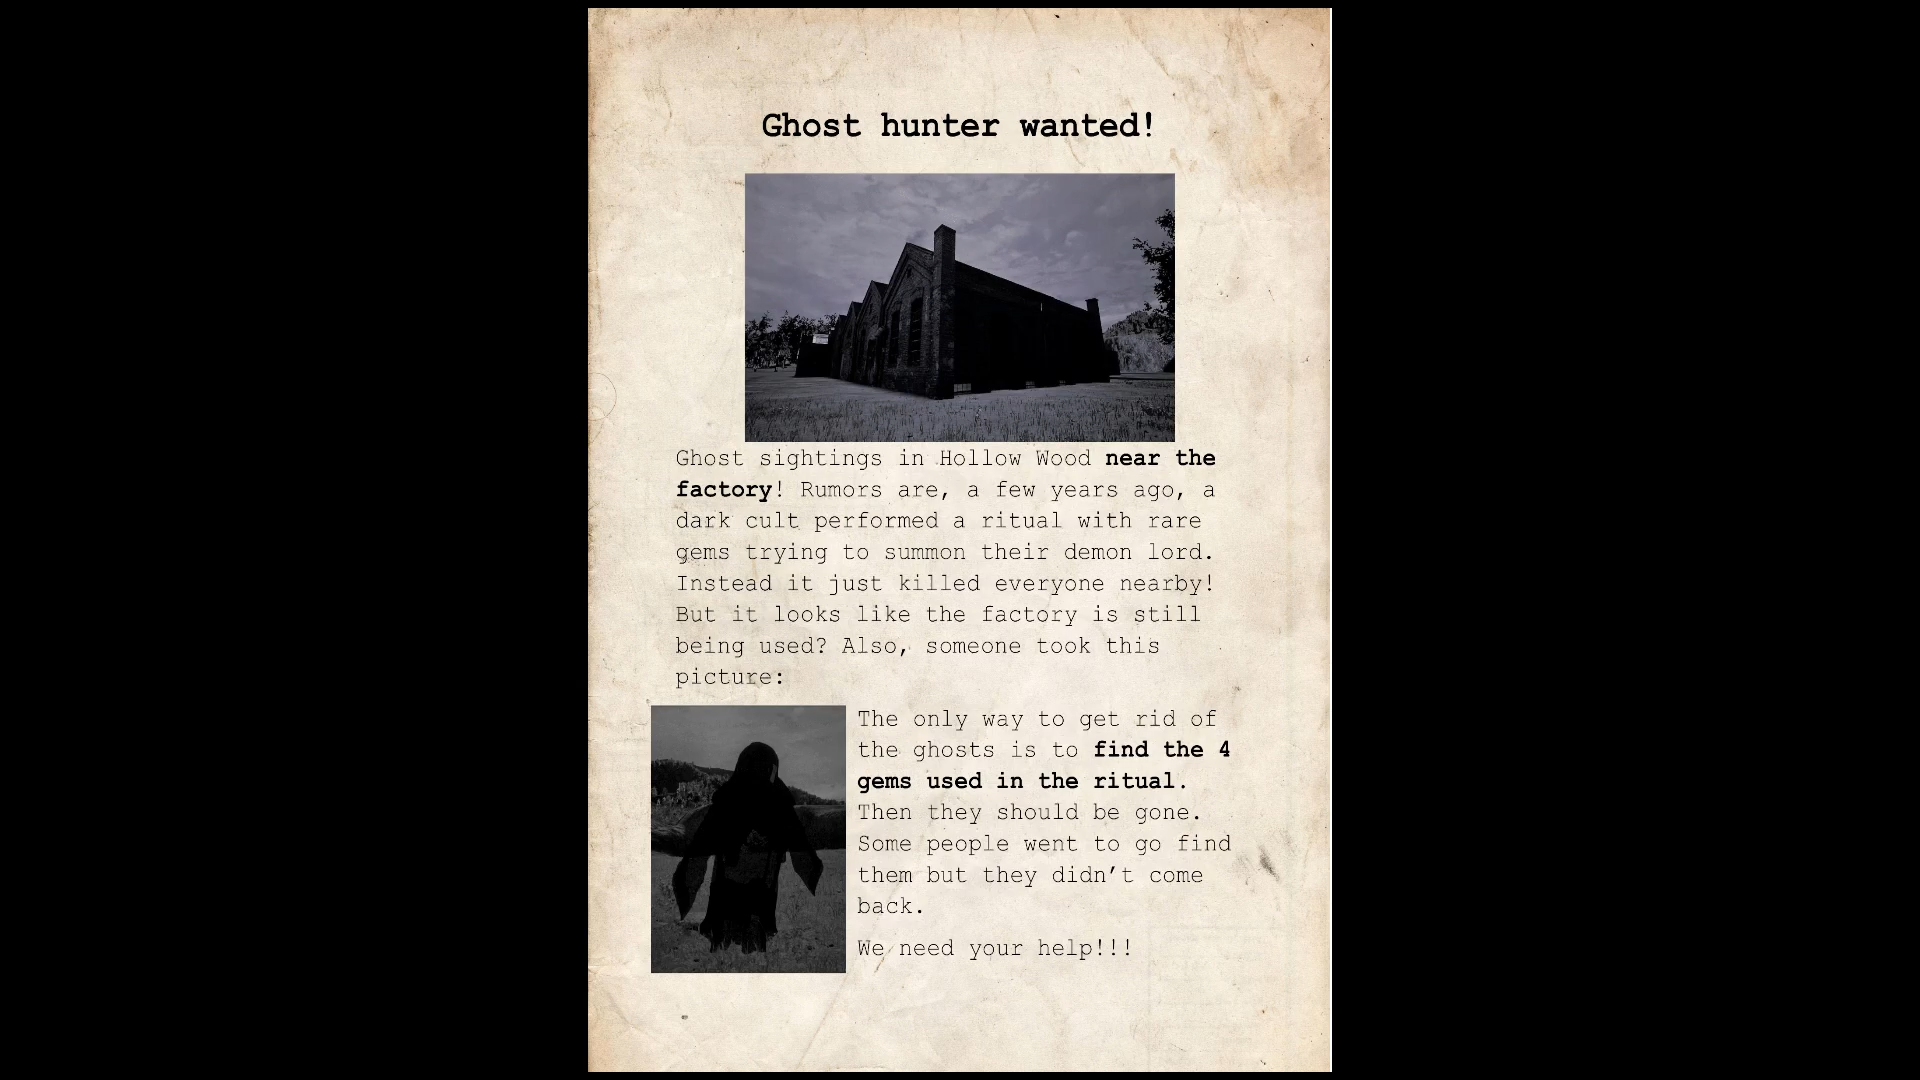 Ghost hunter wanted!
Ghost sightings in Hollow Wood near the
factory! Rumors are, a few years ago, a
dark cult performed a ritual with rare
gems trying to summon their demon lord.
Instead it just killed everyone nearby!
But it looks like the factory is still
being used? Also, someone took this
picture:
The only way to get rid of
the ghosts is to find the 4
gems used in the ritual.
Then they should be gone.
Some people went to go find
them but they didn’t come
back.
We need your help!!!